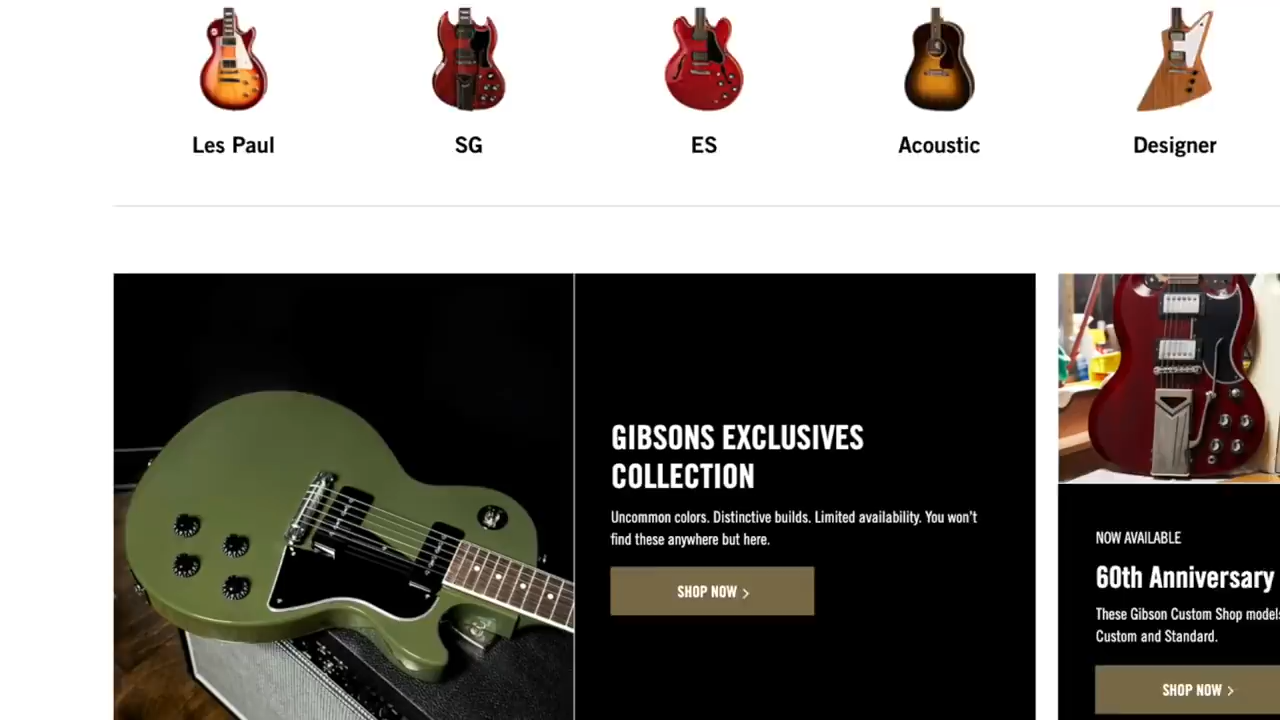 Les Paul
SG
ES
Acoustic
Designer
GIBSONS EXCLUSIVES
COLLECTION
Uncommon colors. Distinctive builds. Limited availability. You won't
find these anywhere but here.
SHOP NOW >
NOW AVAILABLE
60th Anniversary
These Gibson Custom Shop models
Custom and Standard.
SHOP NOW >